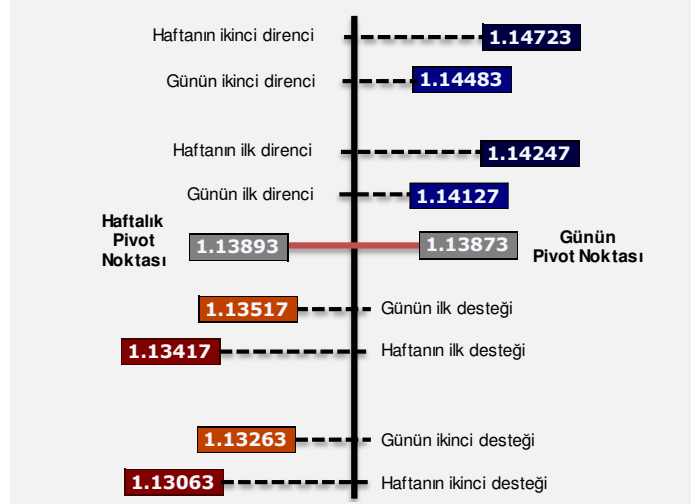 Haftanın ikinci direnci 1.14723
Günün ikinci direnci 1.14483
Haftanın ilk direnci 1.14247
Günün ilk direnci 1.14127
Haftalık
Pivot
Noktası
1.13893
1.13873
Günün
Pivot Noktası
1.13517 Günün ilk desteği
1.13417 Haftanın ilk desteği
1.13263 Günün ikinci desteği
1.13063 Haftanın ikinci desteği